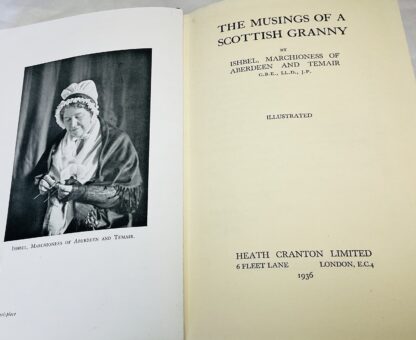 Ishbel, Marchioness of Aberdeen and Temair.
THE MUSINGS OF A
SCOTTISH GRANNY
BY
ISHBEL, MARCHIONESS OF
ABERDEEN AND TEMAIR
C.B.E., LL.D., J.P.
ILLUSTRATED
HEATH CRANTON LIMITED
6 FLEET LANE LONDON, E.C.4
1936